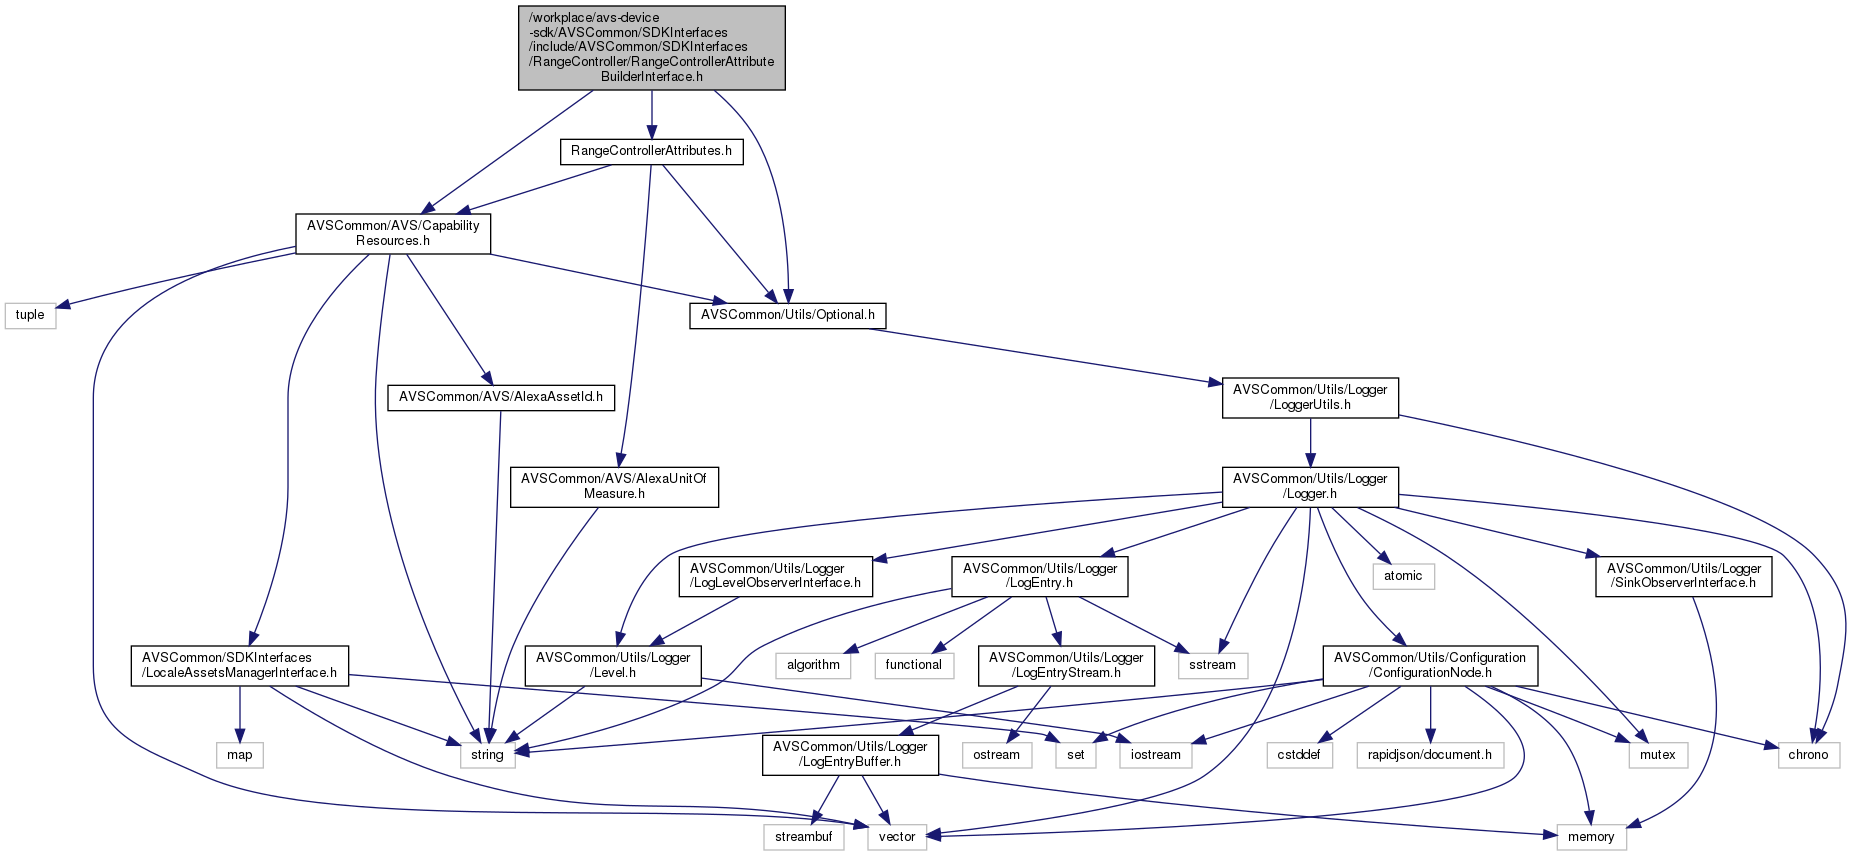 /workplace/avs-device
-sdk/AVSCommon/SDKInterfaces
/include/AVSCommon/SDKInterfaces
/RangeController/RangeControllerAttribute
BuilderInterface.h
RangeControllerAttributes.h
AVSCommon/AVS/Capability
Resources.h
tuple
AVSCommon/Utils/Optional.h
AVSCommon/AVS/AlexaAssetId.h
AVSCommon/Utils/Logger
/LoggerUtils.h
AVSCommon/AVS/AlexaUnitOf
Measure.h
AVSCommon/Utils/Logger
/Logger.h
AVSCommon/Utils/Logger
/LogLevelObserverInterface.h
AVSCommon/Utils/Logger
/LogEntry.h
atomic
AVSCommon/Utils/Logger
/SinkObserverInterface.h
AVSCommon/SDKInterfaces
/LocaleAssetsManagerInterface.h
AVSCommon/Utils/Logger
/Level.h
algorithm
functional
AVSCommon/Utils/Logger
/LogEntryStream.h
sstream
AVSCommon/Utils/Configuration
/ConfigurationNode.h
map
string
AVSCommon/Utils/Logger
/LogEntryBuffer.h
ostream
set
iostream
cstddef
rapidjson/document.h
mutex
chrono
streambuf
vector
memory